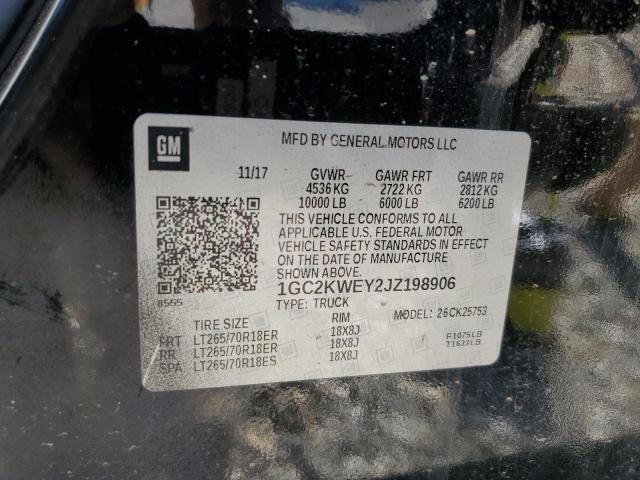 GM
MFD BY GENERAL MOTORS LLC
11/17 GVWR GAWR FRT GAWR RR
4536 KG 2722 KG 2812 KG
10000 LB 6000 LB 6200 LB
THIS VEHICLE CONFORMS TO ALL
APPLICABLE U.S. FEDERAL MOTOR
VEHICLE SAFETY STANDARDS IN EFFECT
ON THE DATE OF MANUFACTURE
SHOWN ABOVE.
1GC2KWEY2JZ198906
8555
TYPE: TRUCK
MODEL: 26CK25753
TIRE SIZE RIM
FRT LT265/70R18ER 18X8J
RR LT265/70R18ER 18X8J
SPA LT265/70R18ES 18X8J
F1075LB
T1633LB